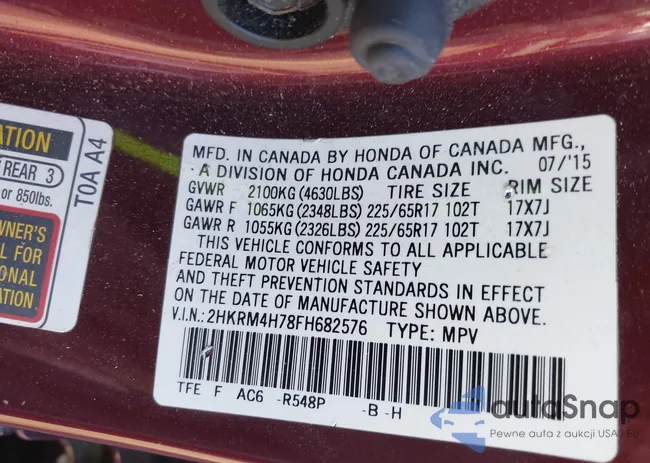 ATION
REAR 3
or 850lbs.
WNER'S
L FOR
ONAL
ATION
T0A A4
MFD. IN CANADA BY HONDA OF CANADA MFG.,
A DIVISION OF HONDA CANADA INC. 07/'15
GVWR 2100KG (4630LBS) TIRE SIZE RIM SIZE
GAWR F 1065KG (2348LBS) 225/65R17 102T 17X7J
GAWR R 1055KG (2326LBS) 225/65R17 102T 17X7J
THIS VEHICLE CONFORMS TO ALL APPLICABLE
FEDERAL MOTOR VEHICLE SAFETY
AND THEFT PREVENTION STANDARDS IN EFFECT
ON THE DATE OF MANUFACTURE SHOWN ABOVE.
V.I.N.: 2HKRM4H78FH682576 TYPE: MPV
TFE F AC6 -R548P -B -H
autoSnap
Pewne auta z aukcji USA i EU